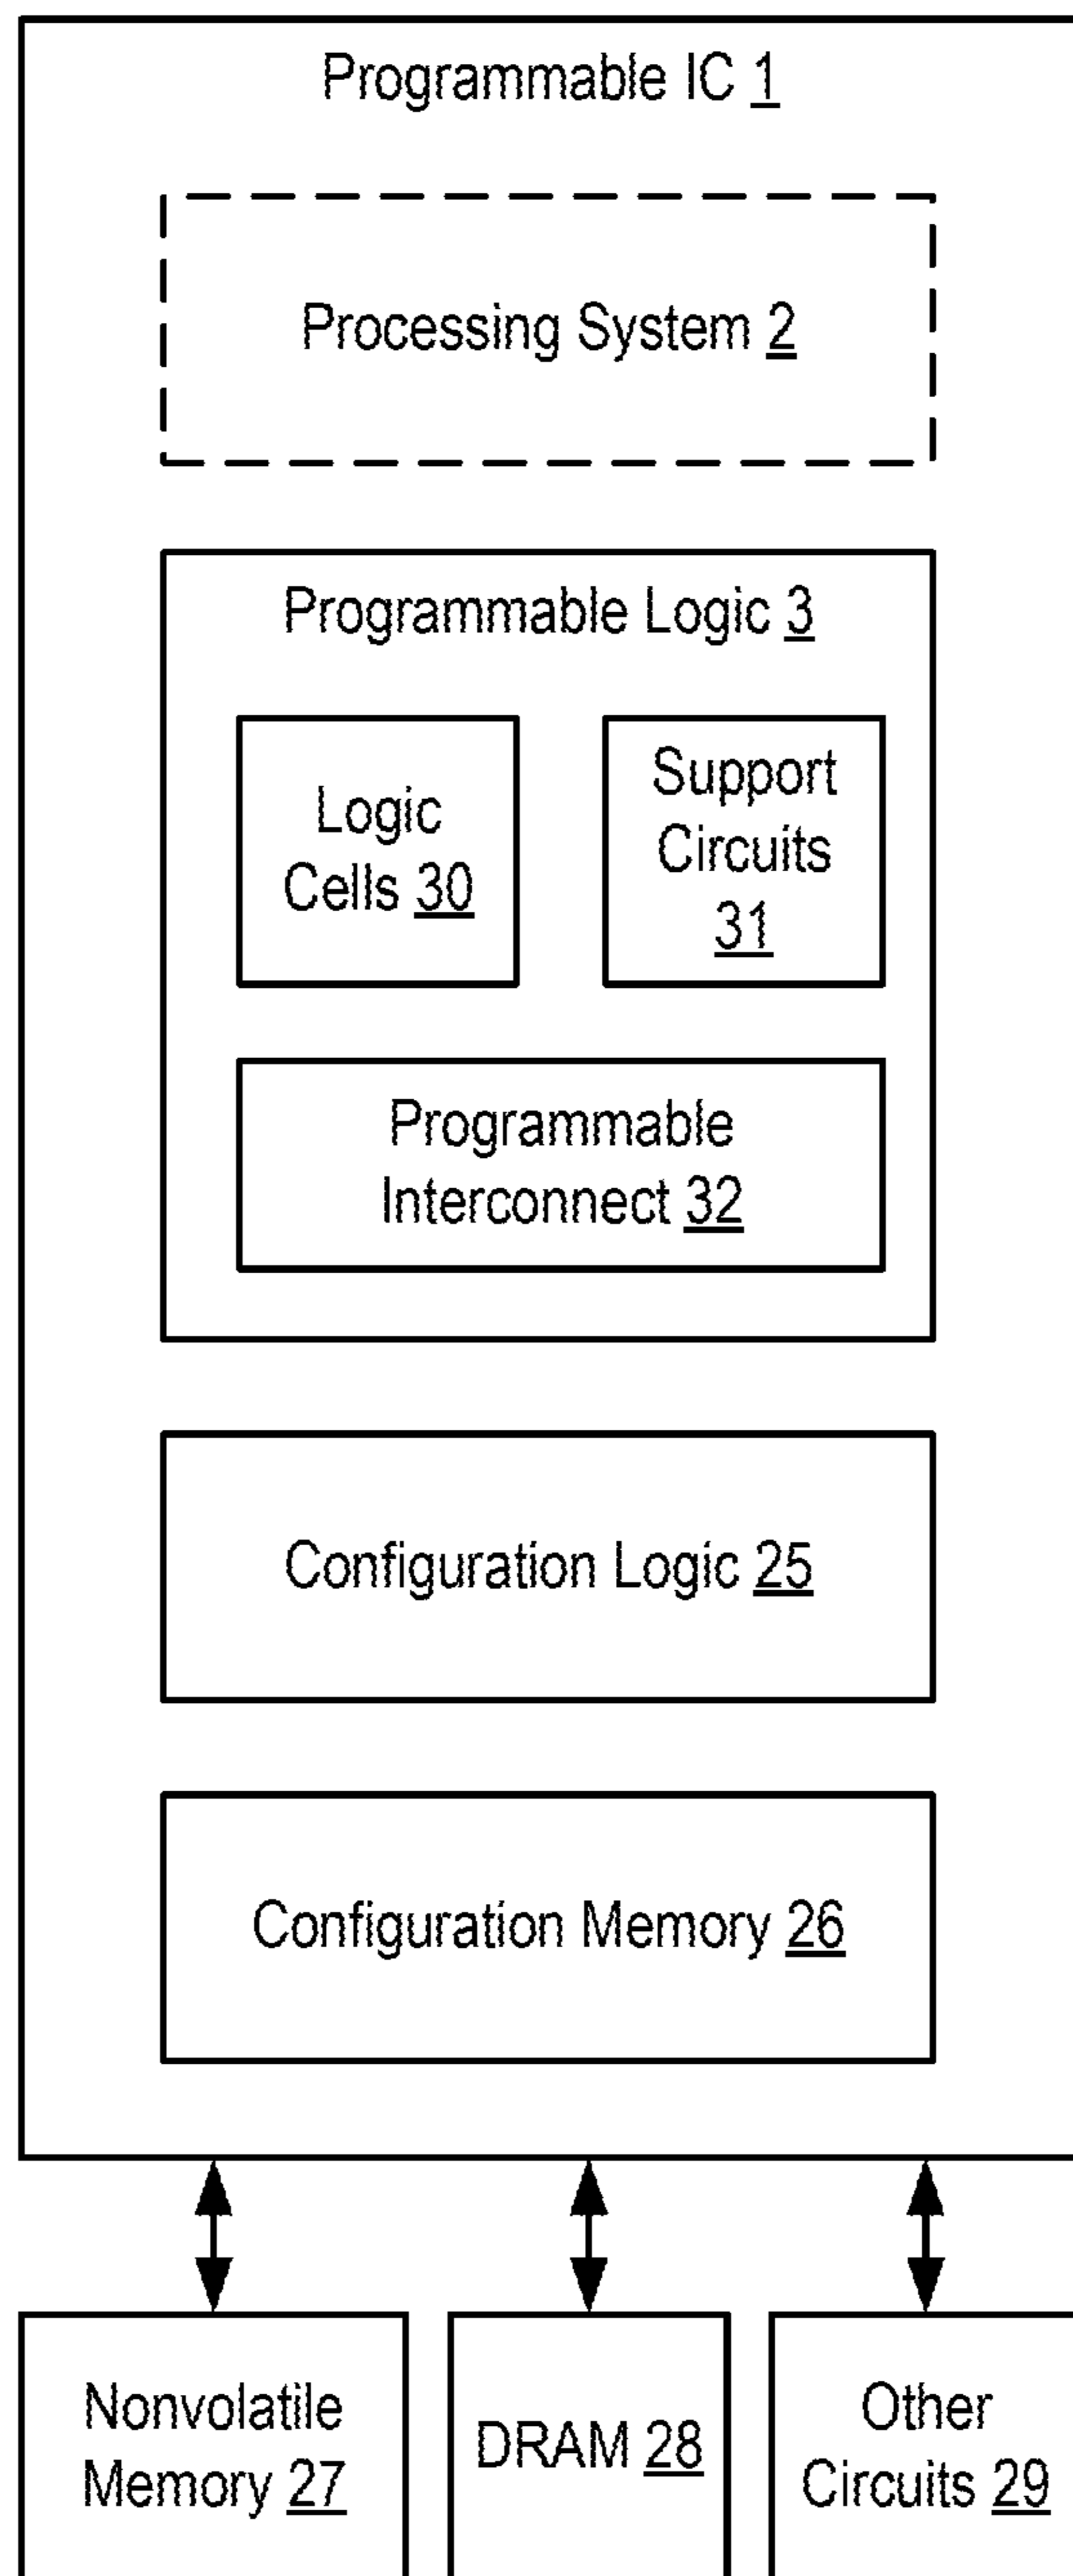 Programmable IC 1
Processing System 2
Programmable Logic 3
Logic
Cells 30
Support
Circuits
31
Programmable
Interconnect 32
Configuration Logic 25
Configuration Memory 26
Nonvolatile
Memory 27
DRAM 28
Other
Circuits 29